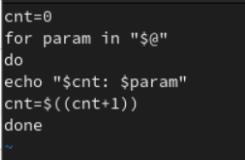 cnt=0
for param in "$@"
do
echo "$cnt: $param"
cnt=$((cnt+1))
done
~